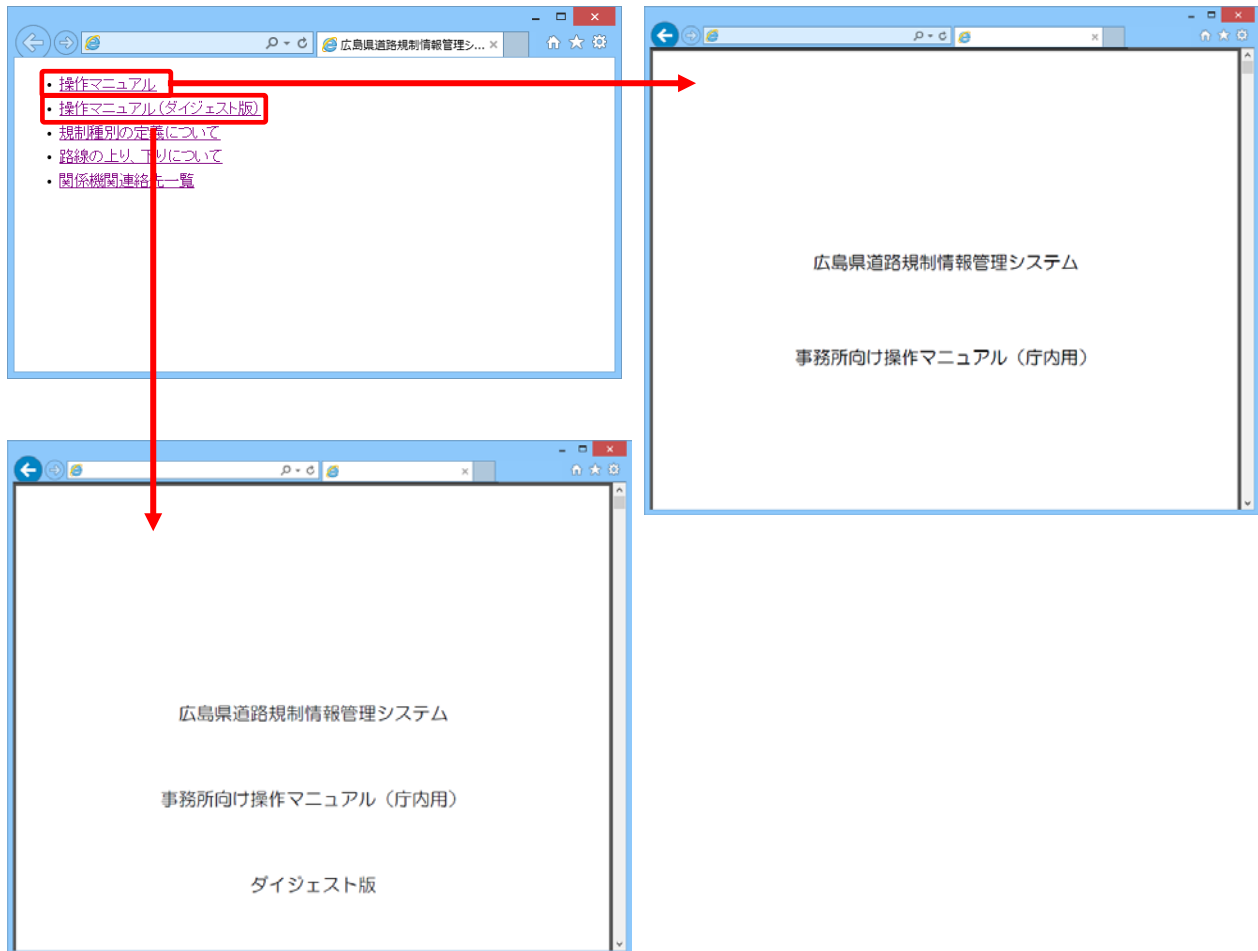 広島県道路規制情報管理シ...
• 操作マニュアル
• 操作マニュアル(ダイジェスト版)
• 規制種別の定義について
• 路線の上り、下りについて
• 関係機関連絡先一覧
広島県道路規制情報管理システム
事務所向け操作マニュアル（庁内用）
広島県道路規制情報管理システム
事務所向け操作マニュアル（庁内用）
ダイジェスト版